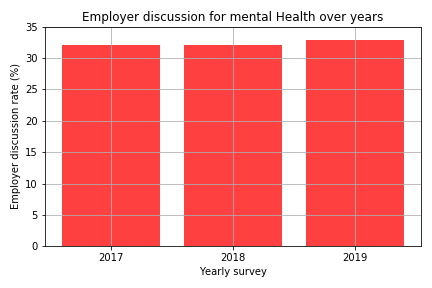 Employer discussion for mental Health over years
35
30
25
20
15
10
5
0
Employer discussion rate (%)
2017 2018 2019
Yearly survey